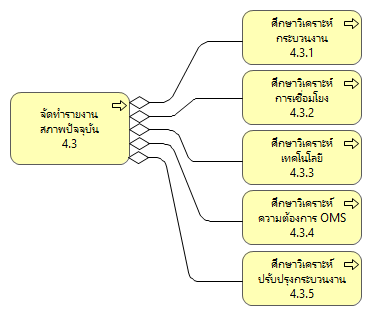 จัดทำรายงาน
สภาพปัจจุบัน
4.3
ศึกษาวิเคราะห์
กระบวนงาน
4.3.1
ศึกษาวิเคราะห์
การเชื่อมโยง
4.3.2
ศึกษาวิเคราะห์
เทคโนโลยี
4.3.3
ศึกษาวิเคราะห์
ความต้องการ OMS
4.3.4
ศึกษาวิเคราะห์
ปรับปรุงกระบวนงาน
4.3.5